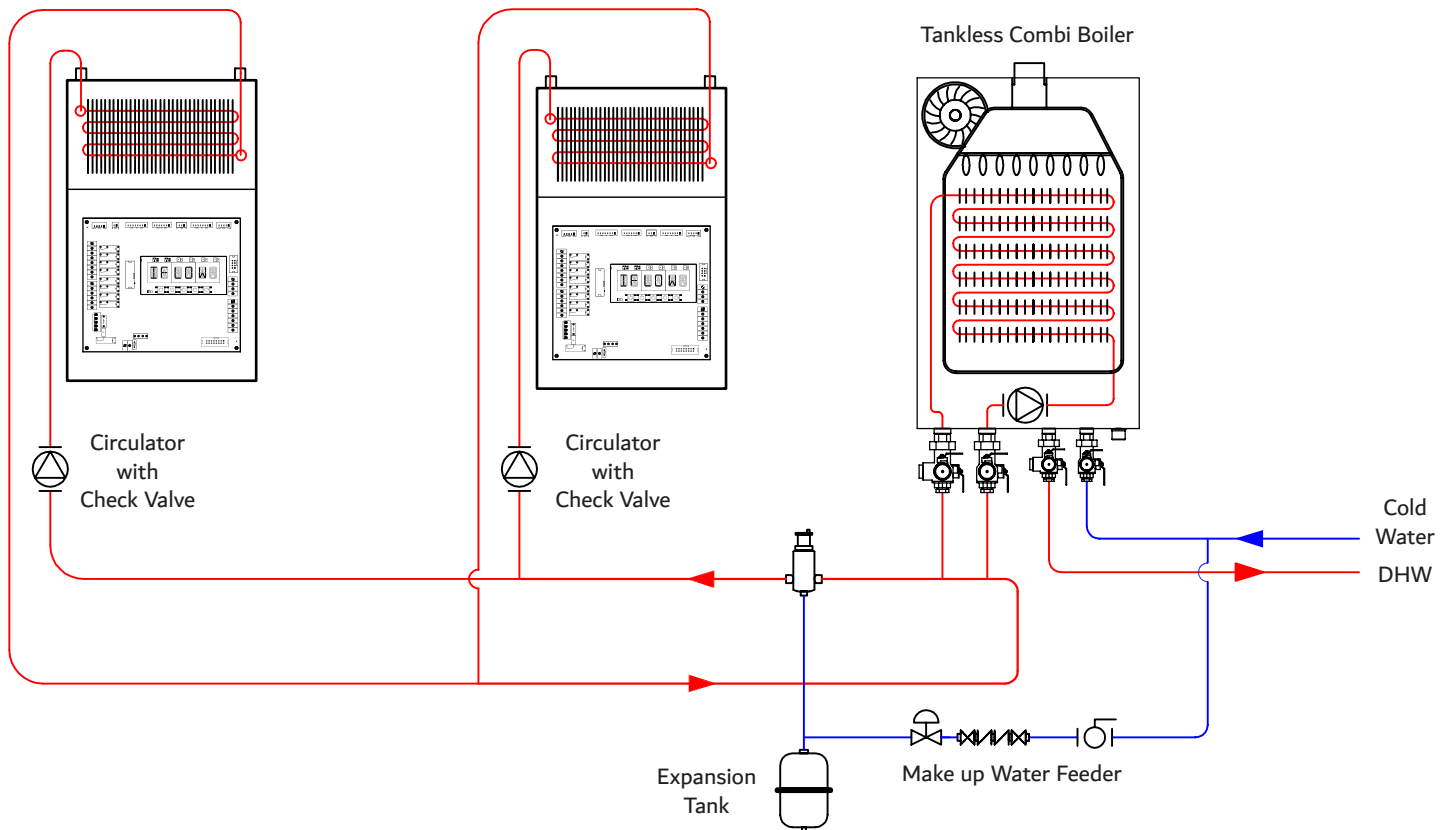 Tankless Combi Boiler
Circulator
with
Check Valve
Circulator
with
Check Valve
Cold
Water
DHW
Expansion
Tank
Make up Water Feeder